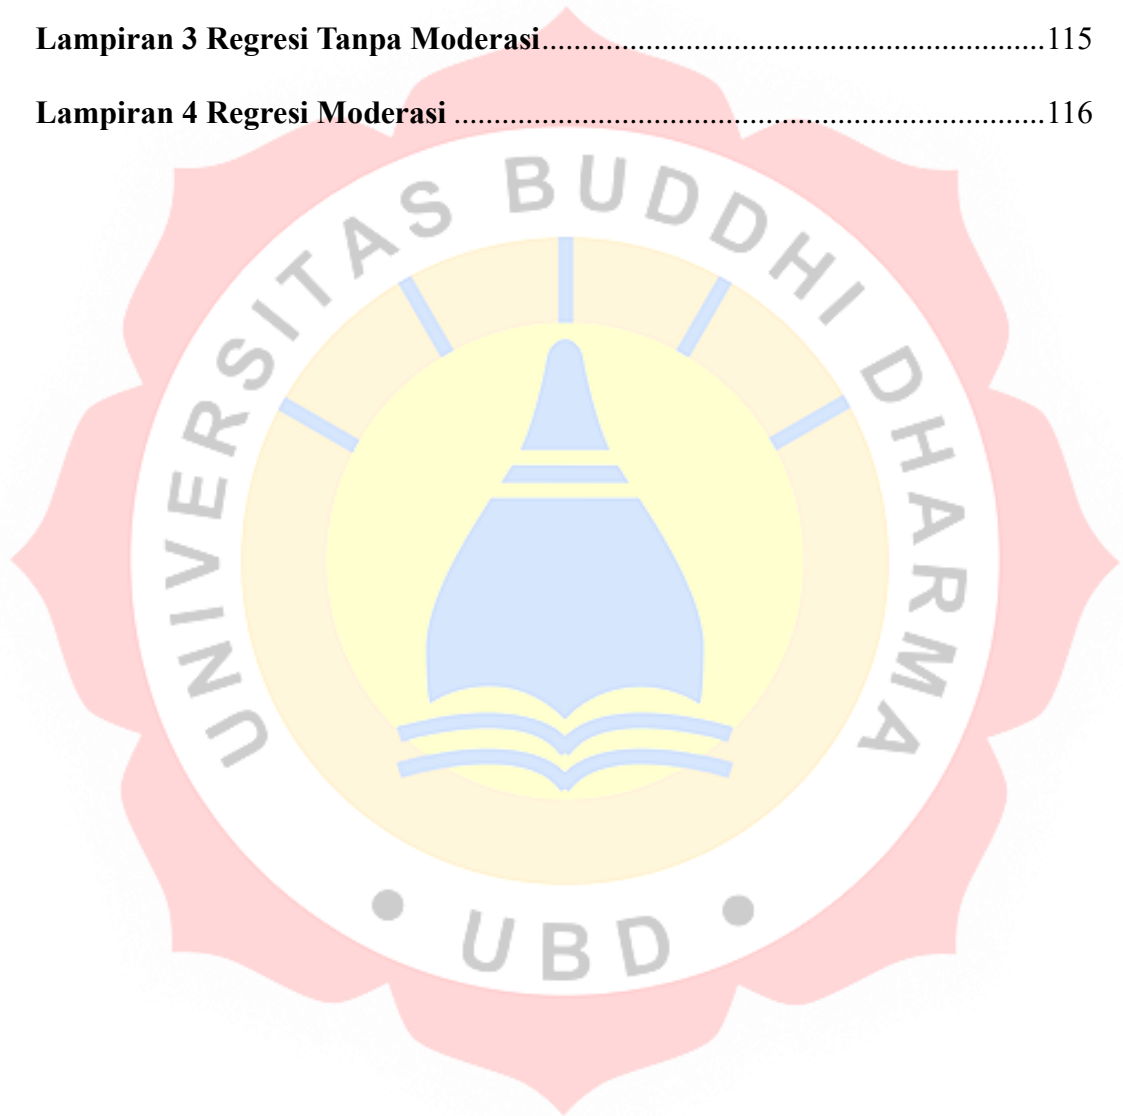 Lampiran 3 Regresi Tanpa Moderasi................................................................115
Lampiran 4 Regresi Moderasi ...........................................................................116
UNIVERSITAS BUDDHI DHARMA
• UBD •